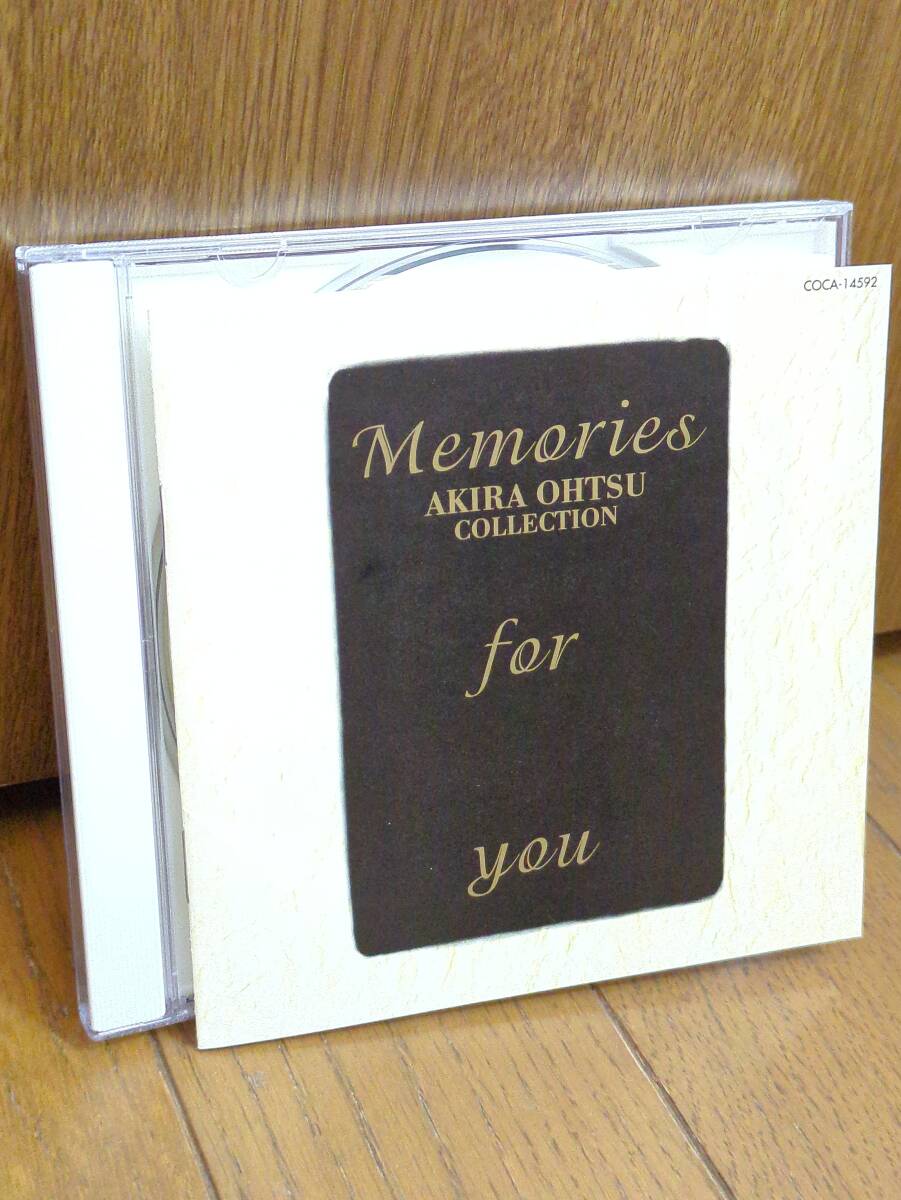 COCA-14592
Memories
AKIRA OHTSU
COLLECTION
for
you